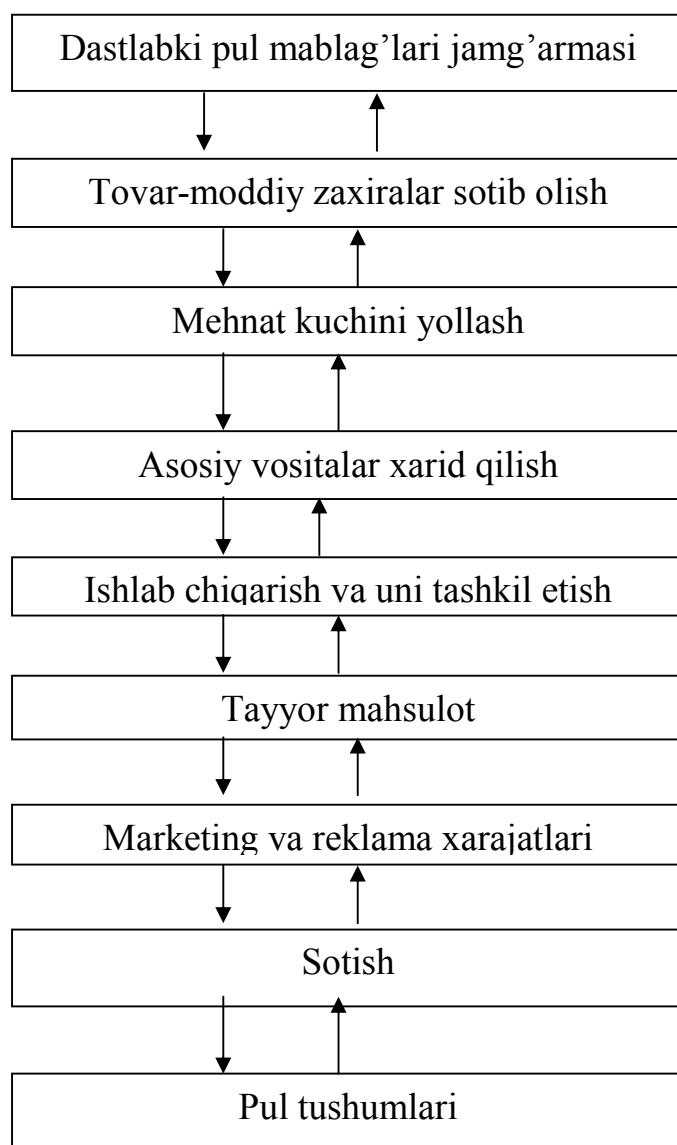 Dastlabki pul mablag’lari jamg’armasi
Tovar-moddiy zaxiralar sotib olish
Mehnat kuchini yollash
Asosiy vositalar xarid qilish
Ishlab chiqarish va uni tashkil etish
Tayyor mahsulot
Marketing va reklama xarajatlari
Sotish
Pul tushumlari